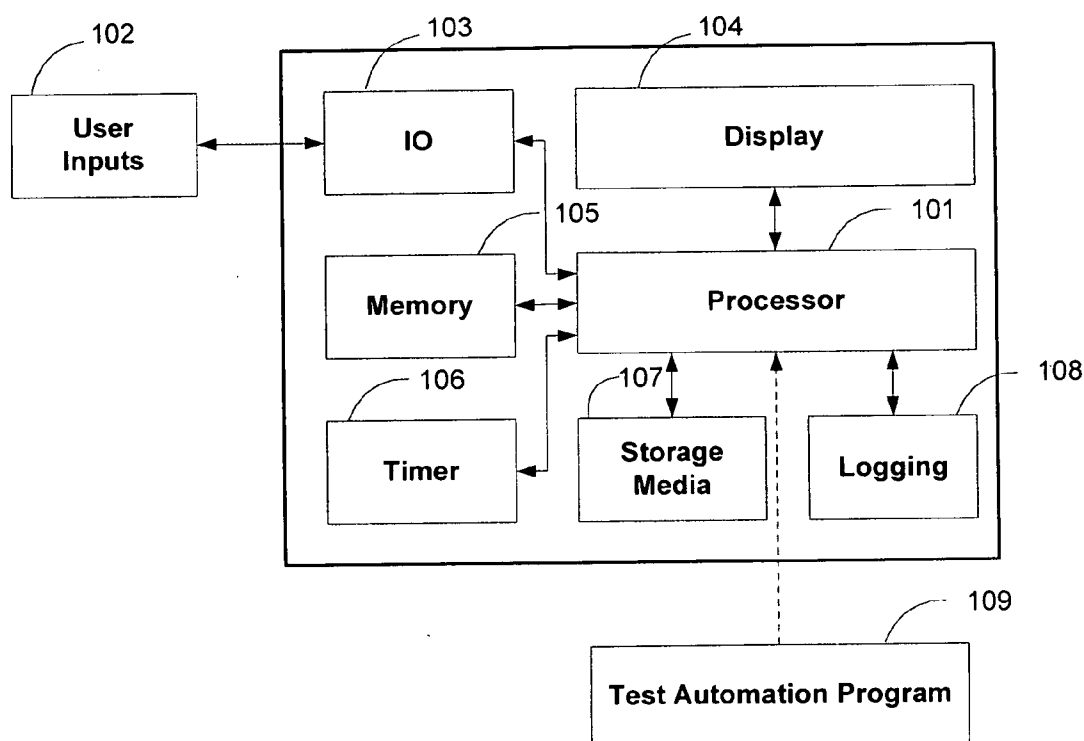 102
103
104
User
Inputs
IO
Display
105
101
Memory
Processor
106
107
108
Timer
Storage
Media
Logging
109
Test Automation Program